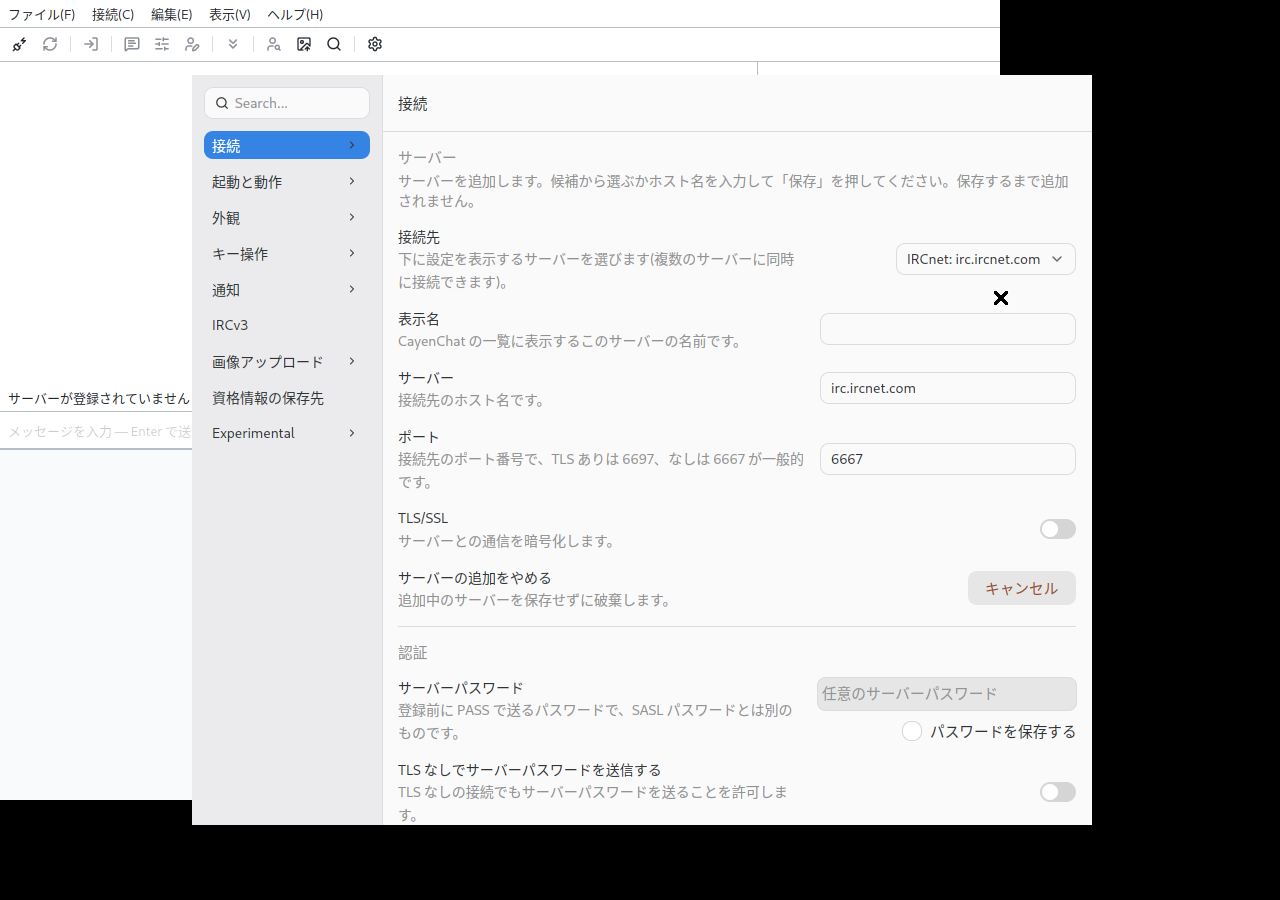 ファイル(F) 接続(C) 編集(E) 表示(V) ヘルプ(H)
サーバーが登録されていません
メッセージを入力 — Enter で送
Search...
接続
起動と動作
外観
キー操作
通知
IRCv3
画像アップロード
資格情報の保存先
Experimental
接続
サーバー
サーバーを追加します。候補から選ぶかホスト名を入力して「保存」を押してください。保存するまで追加
されません。
接続先
下に設定を表示するサーバーを選びます(複数のサーバーに同時
に接続できます)。
IRCnet: irc.ircnet.com
表示名
CayenChat の一覧に表示するこのサーバーの名前です。
サーバー
接続先のホスト名です。
irc.ircnet.com
ポート
接続先のポート番号で、TLS ありは 6697、なしは 6667 が一般的
です。
6667
TLS/SSL
サーバーとの通信を暗号化します。
サーバーの追加をやめる
追加中のサーバーを保存せずに破棄します。
キャンセル
認証
サーバーパスワード
登録前に PASS で送るパスワードで、SASL パスワードとは別の
ものです。
任意のサーバーパスワード
パスワードを保存する
TLS なしでサーバーパスワードを送信する
TLS なしの接続でもサーバーパスワードを送ることを許可しま
す。